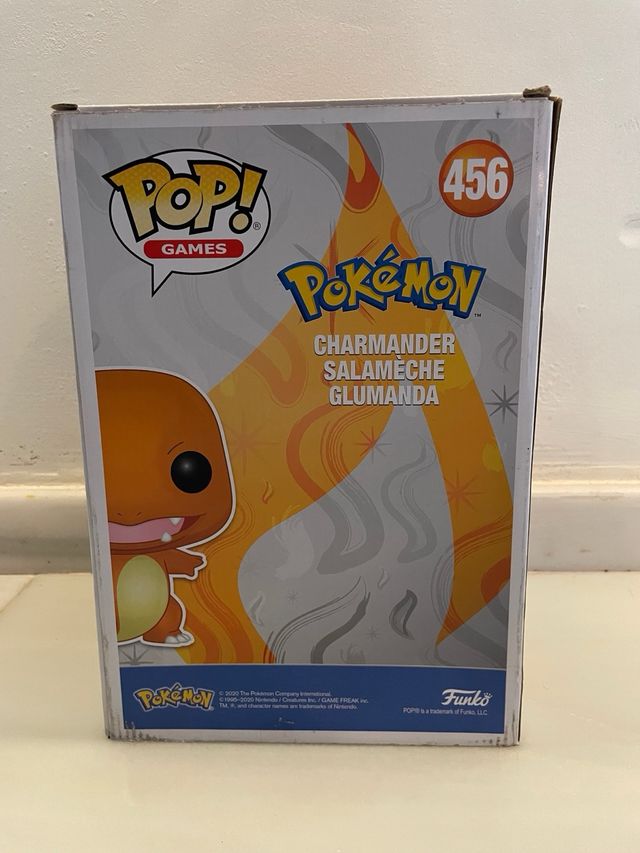 POP!®
GAMES
456
POKéMON™
CHARMANDER
SALAMÈCHE
GLUMANDA
POKéMON
© 2020 The Pokémon Company International.
©1995–2020 Nintendo / Creatures Inc. / GAME FREAK inc.
TM, ®, and character names are trademarks of Nintendo.
Funko
POP!® is a trademark of Funko, LLC